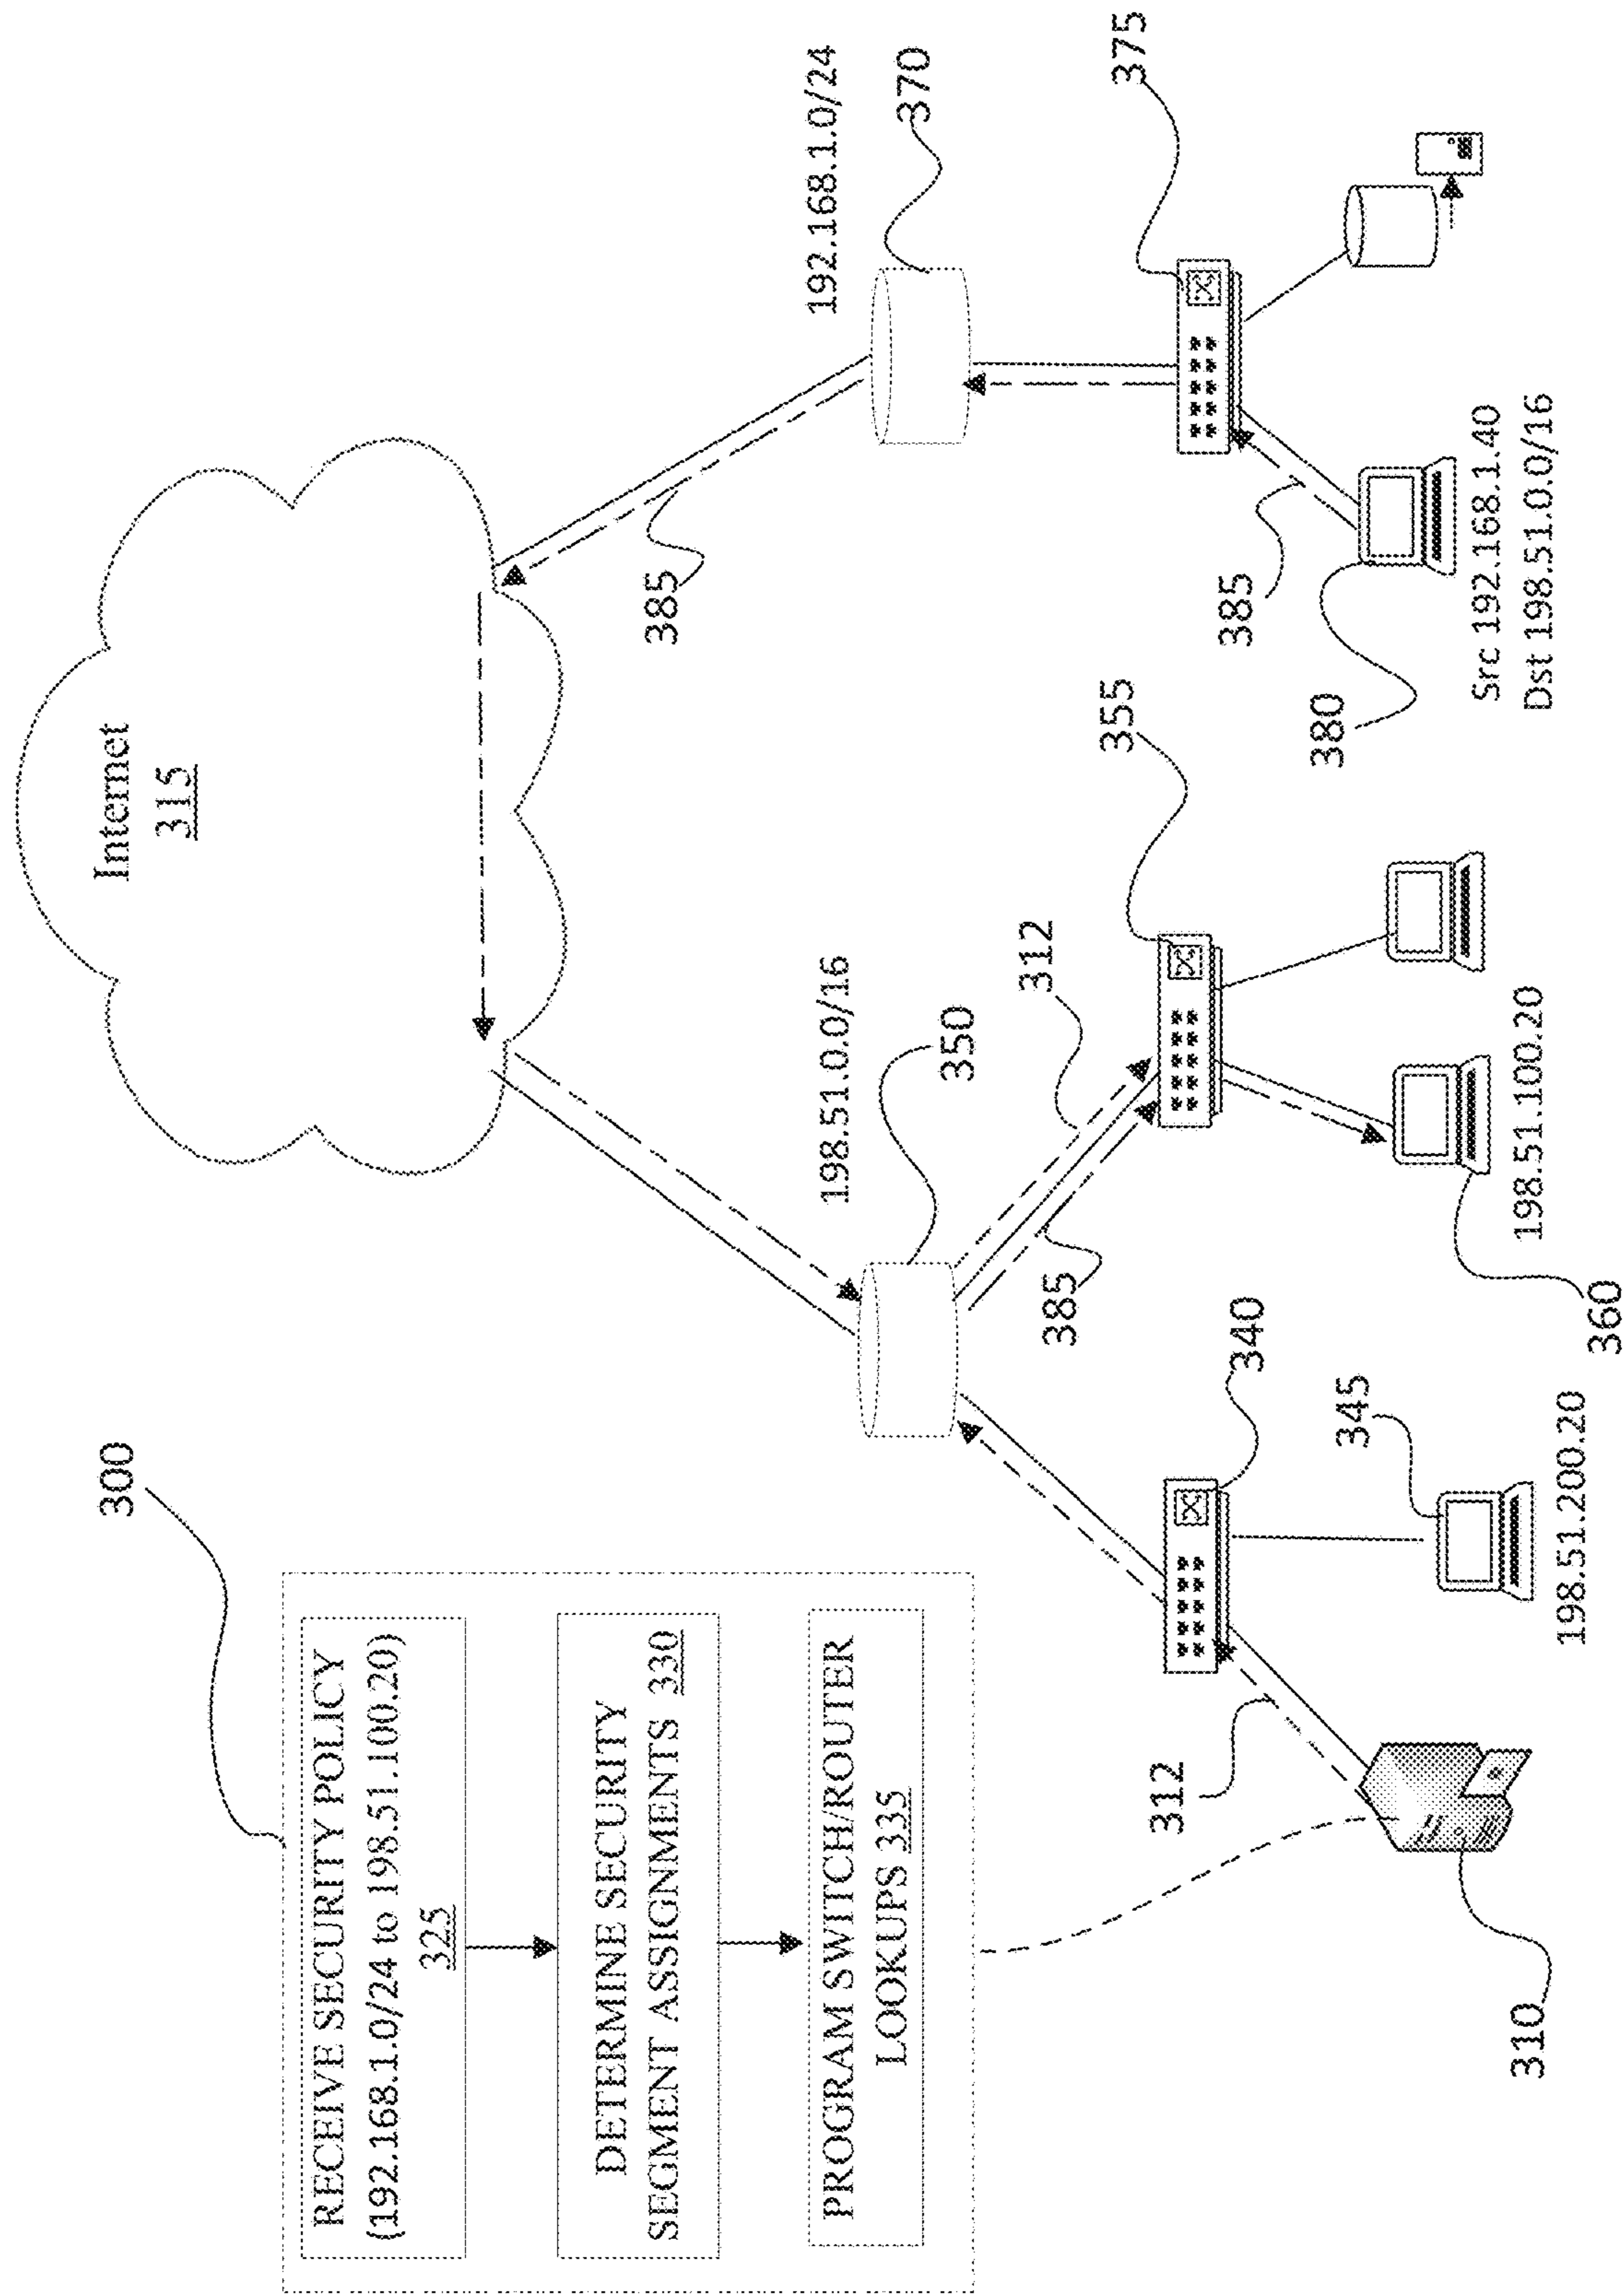 300
RECEIVE SECURITY POLICY
(192.168.1.0/24 to 198.51.100.20)
325
DETERMINE SECURITY
SEGMENT ASSIGNMENTS 330
PROGRAM SWITCH/ROUTER
LOOKUPS 335
Internet
315
198.51.0.0/16
350
192.168.1.0/24
370
385
312
385
312
340
345
355
375
385
380
310
198.51.200.20
360
198.51.100.20
Src 192.168.1.40
Dst 198.51.0.0/16